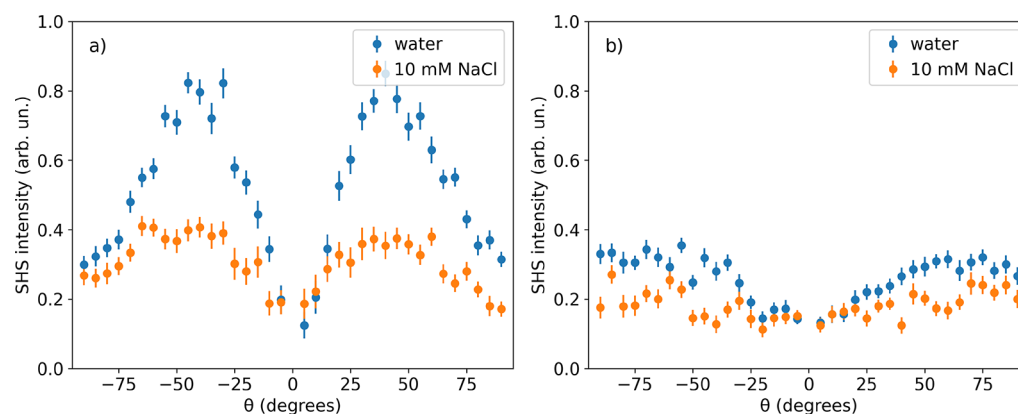 1.0
0.8
0.6
0.4
0.2
0.0
SHS intensity (arb. un.)
a)
water
10 mM NaCl
−75 −50 −25 0 25 50 75
θ (degrees)
1.0
0.8
0.6
0.4
0.2
0.0
SHS intensity (arb. un.)
b)
water
10 mM NaCl
−75 −50 −25 0 25 50 75
θ (degrees)